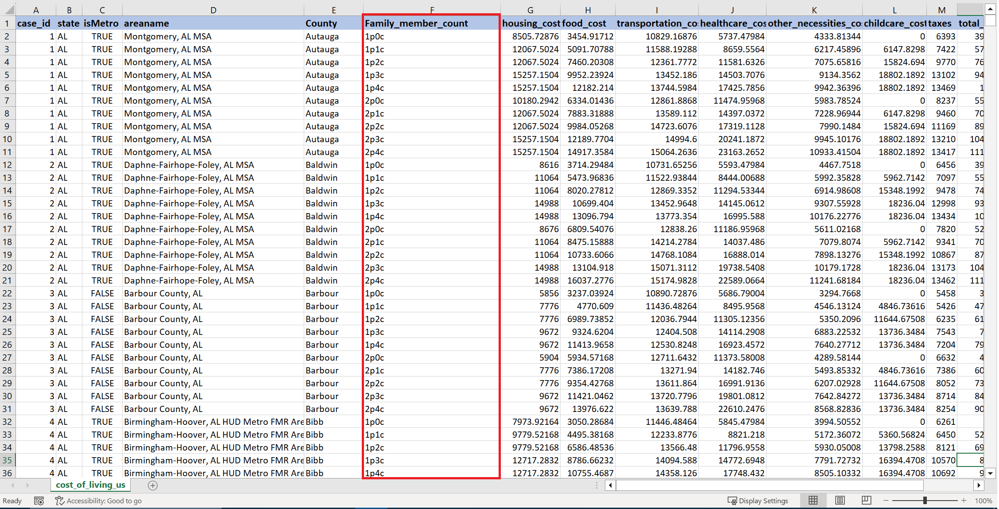 A B C D E F G H I J K L M
1 case_id state isMetro areaname County Family_member_count housing_cost food_cost transportation_co healthcare_cos other_necessities_co childcare_cost taxes total_
2 1 AL TRUE Montgomery, AL MSA Autauga 1p0c 8505.72876 3454.91712 10829.16876 5737.47984 4333.81344 0 6393 39
3 1 AL TRUE Montgomery, AL MSA Autauga 1p1c 12067.5024 5091.70788 11588.19288 8659.5564 6217.45896 6147.8298 7422 57
4 1 AL TRUE Montgomery, AL MSA Autauga 1p2c 12067.5024 7460.20308 12361.7772 11581.6326 7075.65816 15824.694 9770 76
5 1 AL TRUE Montgomery, AL MSA Autauga 1p3c 15257.1504 9952.23924 13452.186 14503.7076 9134.3562 18802.1892 13102 94
6 1 AL TRUE Montgomery, AL MSA Autauga 1p4c 15257.1504 12182.214 13744.5984 17425.7856 9942.36396 18802.1892 13469 1
7 1 AL TRUE Montgomery, AL MSA Autauga 2p0c 10180.2942 6334.01436 12861.8868 11474.95968 5983.78524 0 8237 55
8 1 AL TRUE Montgomery, AL MSA Autauga 2p1c 12067.5024 7883.31888 13589.112 14397.0372 7228.96944 6147.8298 9460 70
9 1 AL TRUE Montgomery, AL MSA Autauga 2p2c 12067.5024 9984.05268 14723.6076 17319.1128 7990.1484 15824.694 11169 89
10 1 AL TRUE Montgomery, AL MSA Autauga 2p3c 15257.1504 12189.7704 14994.6 20241.1872 9945.10176 18802.1892 13210 104
11 1 AL TRUE Montgomery, AL MSA Autauga 2p4c 15257.1504 14917.3584 15064.2636 23163.2652 10933.41504 18802.1892 13417 111
12 2 AL TRUE Daphne-Fairhope-Foley, AL MSA Baldwin 1p0c 8616 3714.29484 10731.65256 5593.47984 4467.7518 0 6456 39
13 2 AL TRUE Daphne-Fairhope-Foley, AL MSA Baldwin 1p1c 11064 5473.96836 11522.93844 8444.00688 5992.35828 5962.7142 7097 55
14 2 AL TRUE Daphne-Fairhope-Foley, AL MSA Baldwin 1p2c 11064 8020.27812 12869.3352 11294.53344 6914.98608 15348.1992 9478 74
15 2 AL TRUE Daphne-Fairhope-Foley, AL MSA Baldwin 1p3c 14988 10699.404 13452.9648 14145.0612 9307.55928 18236.04 12998 93
16 2 AL TRUE Daphne-Fairhope-Foley, AL MSA Baldwin 1p4c 14988 13096.794 13773.354 16995.588 10176.22776 18236.04 13434 10
17 2 AL TRUE Daphne-Fairhope-Foley, AL MSA Baldwin 2p0c 8676 6809.54076 12838.26 11186.95968 5611.02168 0 7820 52
18 2 AL TRUE Daphne-Fairhope-Foley, AL MSA Baldwin 2p1c 11064 8475.15888 14214.2784 14037.486 7079.8074 5962.7142 9341 70
19 2 AL TRUE Daphne-Fairhope-Foley, AL MSA Baldwin 2p2c 11064 10733.6066 14768.1084 16888.014 7898.13276 15348.1992 10867 87
20 2 AL TRUE Daphne-Fairhope-Foley, AL MSA Baldwin 2p3c 14988 13104.918 15071.3112 19738.5408 10179.1728 18236.04 13173 104
21 2 AL TRUE Daphne-Fairhope-Foley, AL MSA Baldwin 2p4c 14988 16037.2776 15174.9828 22589.0664 11241.68184 18236.04 13462 111
22 3 AL FALSE Barbour County, AL Barbour 1p0c 5856 3237.03924 10890.72876 5686.79004 3294.7668 0 5458 3
23 3 AL FALSE Barbour County, AL Barbour 1p1c 7776 4770.609 11436.48264 8495.9568 4546.13124 4846.73616 5426 47
24 3 AL FALSE Barbour County, AL Barbour 1p2c 7776 6989.73852 12036.7944 11305.12356 5350.2096 11644.67508 6235 61
25 3 AL FALSE Barbour County, AL Barbour 1p3c 9672 9324.6204 12404.508 14114.2908 6883.22532 13736.3484 7543 7
26 3 AL FALSE Barbour County, AL Barbour 1p4c 9672 11413.9658 12530.8248 16923.4572 7640.27712 13736.3484 7204 79
27 3 AL FALSE Barbour County, AL Barbour 2p0c 5904 5934.57168 12711.6432 11373.58008 4289.58144 0 6632 4
28 3 AL FALSE Barbour County, AL Barbour 2p1c 7776 7386.17208 13271.94 14182.746 5493.85332 4846.73616 7386 60
29 3 AL FALSE Barbour County, AL Barbour 2p2c 7776 9354.42768 13611.864 16991.9136 6207.02928 11644.67508 8052 73
30 3 AL FALSE Barbour County, AL Barbour 2p3c 9672 11421.0462 13720.7796 19801.0812 7642.84272 13736.3484 8714 84
31 3 AL FALSE Barbour County, AL Barbour 2p4c 9672 13976.622 13639.788 22610.2476 8568.82836 13736.3484 8254 90
32 4 AL TRUE Birmingham-Hoover, AL HUD Metro FMR Are Bibb 1p0c 7973.92164 3050.28684 11446.48464 5845.47984 3994.50552 0 6261
33 4 AL TRUE Birmingham-Hoover, AL HUD Metro FMR Are Bibb 1p1c 9779.52168 4495.38168 12233.8776 8821.218 5172.36072 5360.56824 6450 52
34 4 AL TRUE Birmingham-Hoover, AL HUD Metro FMR Are Bibb 1p2c 9779.52168 6586.48536 13566.48 11796.9558 5930.05008 13798.2588 8121 69
35 4 AL TRUE Birmingham-Hoover, AL HUD Metro FMR Are Bibb 1p3c 12717.2832 8786.66232 14094.588 14772.6948 7791.72732 16394.4708 10570 8
36 4 AL TRUE Birmingham-Hoover, AL HUD Metro FMR Are Bibb 1p4c 12717.2832 10755.4687 14358.126 17748.432 8505.10332 16394.4708 10692 9
cost_of_living_us
Ready Accessibility: Good to go Display Settings 100%